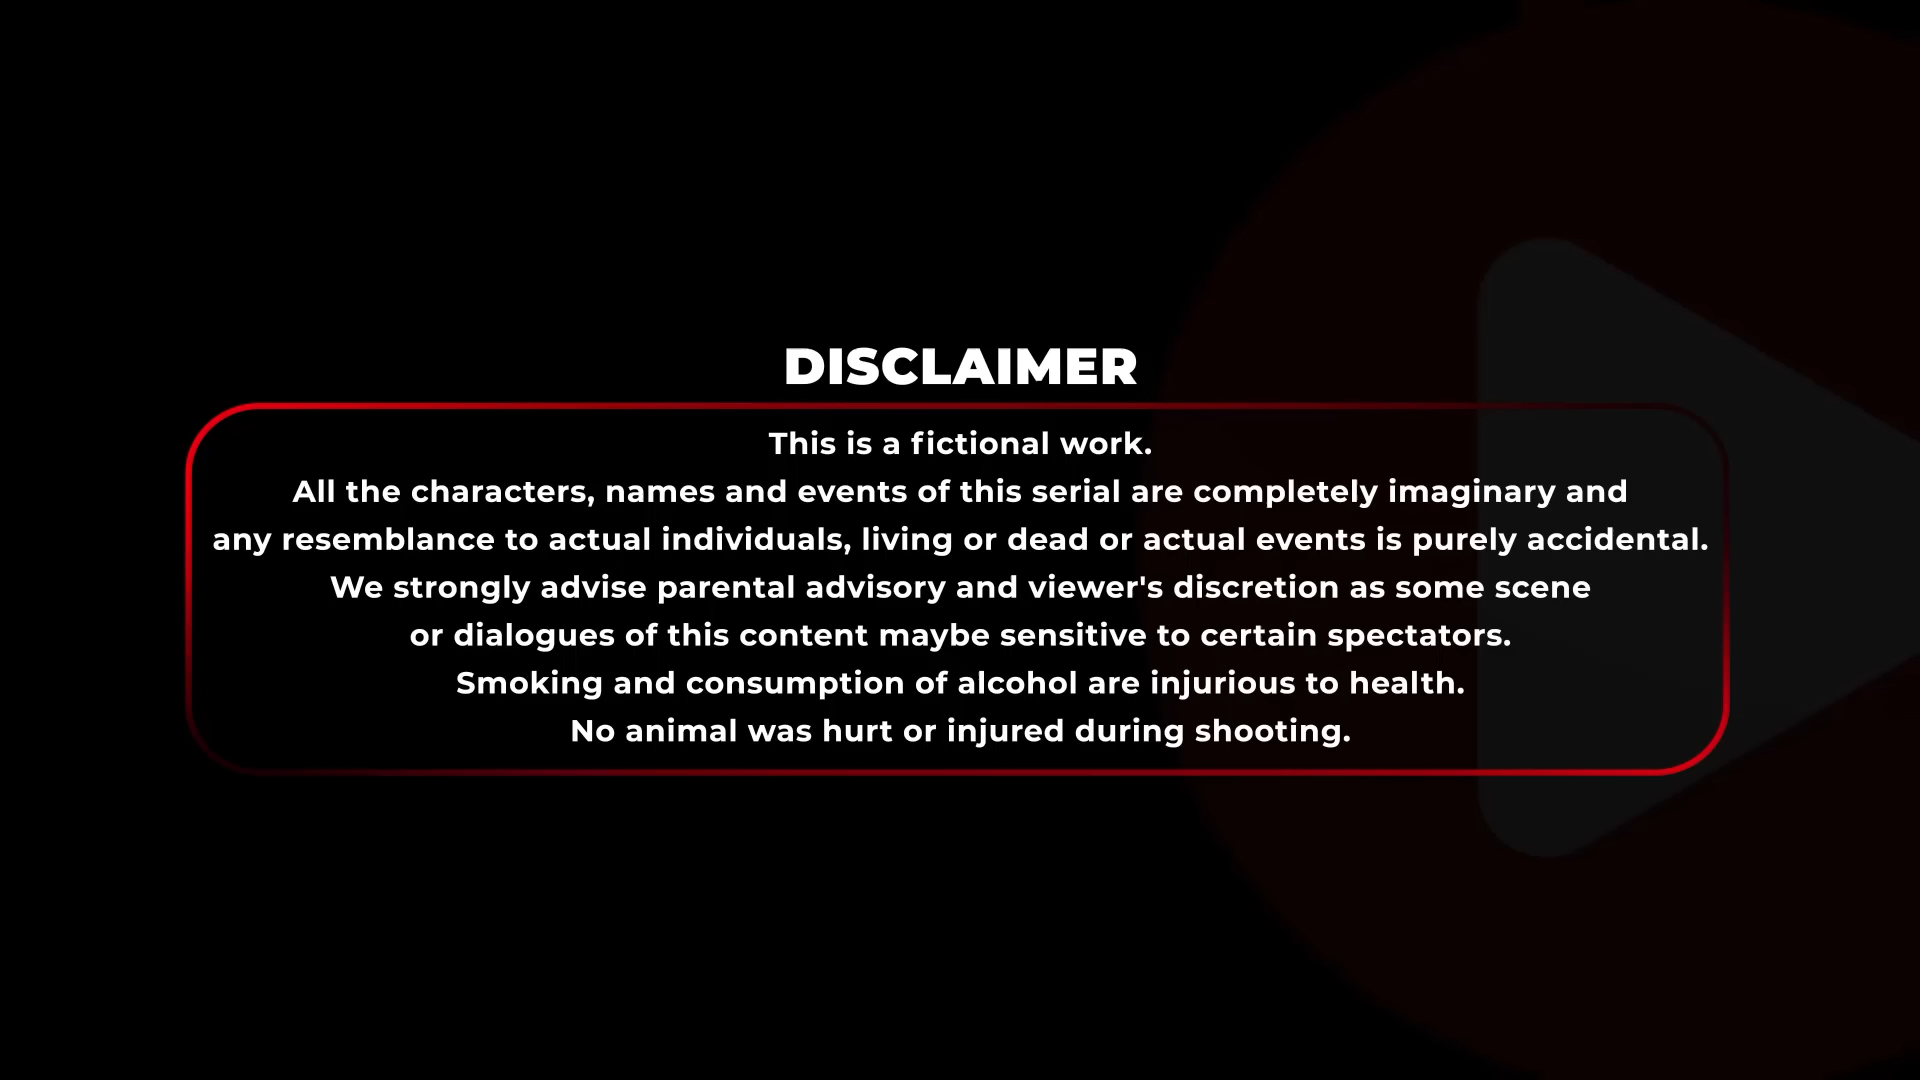 DISCLAIMER
This is a fictional work.
All the characters, names and events of this serial are completely imaginary and
any resemblance to actual individuals, living or dead or actual events is purely accidental.
We strongly advise parental advisory and viewer's discretion as some scene
or dialogues of this content maybe sensitive to certain spectators.
Smoking and consumption of alcohol are injurious to health.
No animal was hurt or injured during shooting.